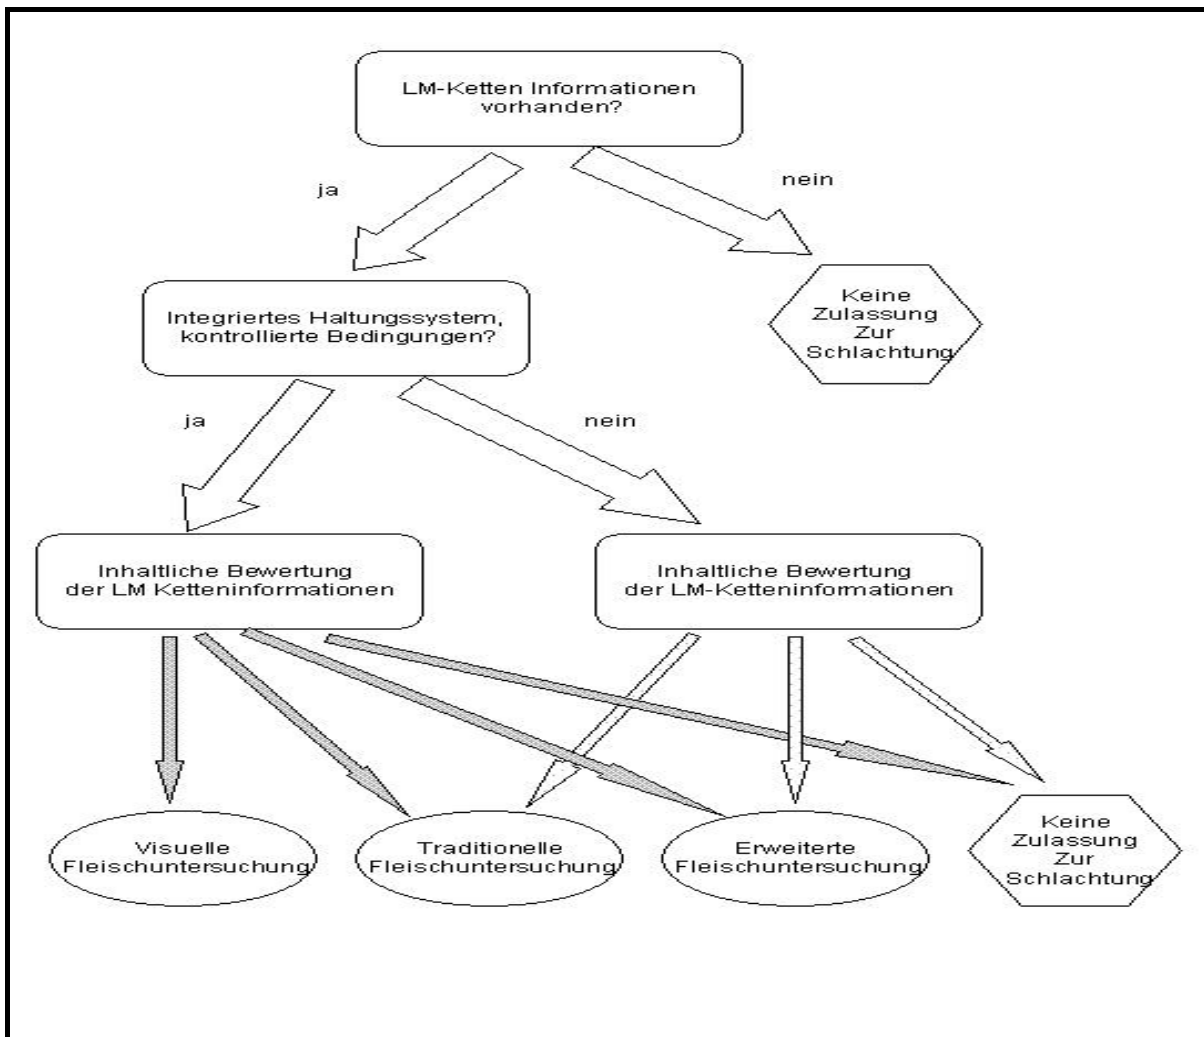 LM-Ketten Informationen
vorhanden?
ja
nein
Keine
Zulassung
Zur
Schlachtung
Integriertes Haltungssystem,
kontrollierte Bedingungen?
ja
nein
Inhaltliche Bewertung
der LM Ketteninformationen
Inhaltliche Bewertung
der LM-Ketteninformationen
Visuelle
Fleischuntersuchung
Traditionelle
Fleischuntersuchung
Erweiterte
Fleischuntersuchung
Keine
Zulassung
Zur
Schlachtung